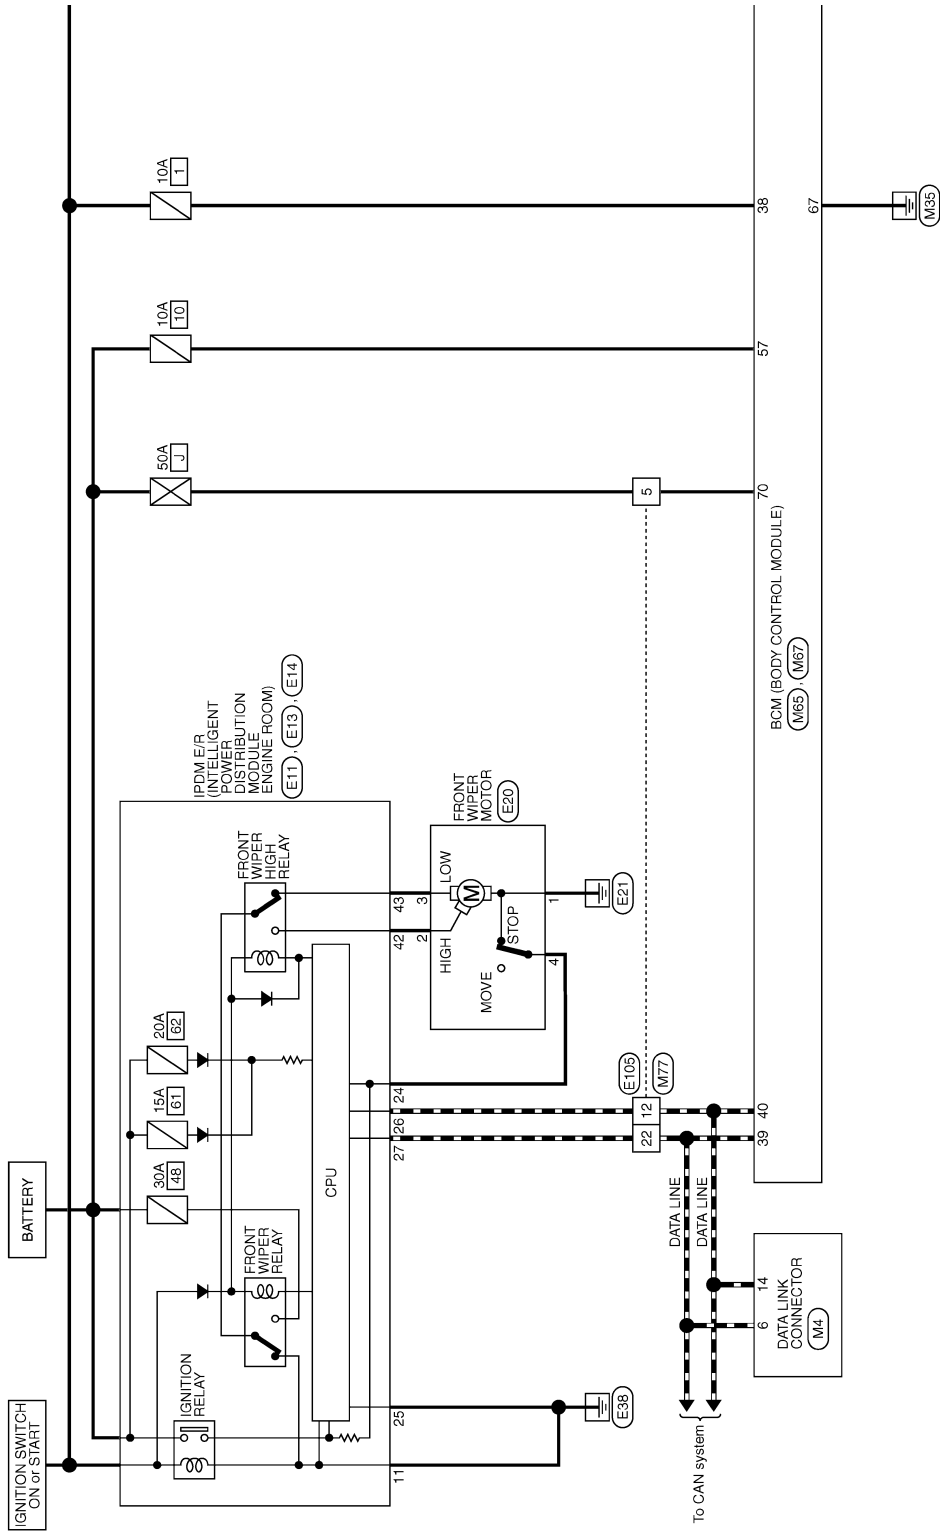 IGNITION SWITCH
ON or START
BATTERY
50A
J
10A
10
10A
1
30A
48
15A
61
20A
62
IGNITION
RELAY
FRONT
WIPER
RELAY
FRONT
WIPER
HIGH
RELAY
IPDM E/R
(INTELLIGENT
POWER
DISTRIBUTION
MODULE
ENGINE ROOM)
E11 , E13 , E14
CPU
11
25
27
26
24
42
43
2
3
FRONT
WIPER
MOTOR
E20
HIGH
LOW
M
MOVE
STOP
4
1
E38
E21
E105
M77
22
12
5
To CAN system
DATA LINE
DATA LINE
6
14
DATA LINK
CONNECTOR
M4
39
40
70
57
38
BCM (BODY CONTROL MODULE)
M65 , M67
67
M35